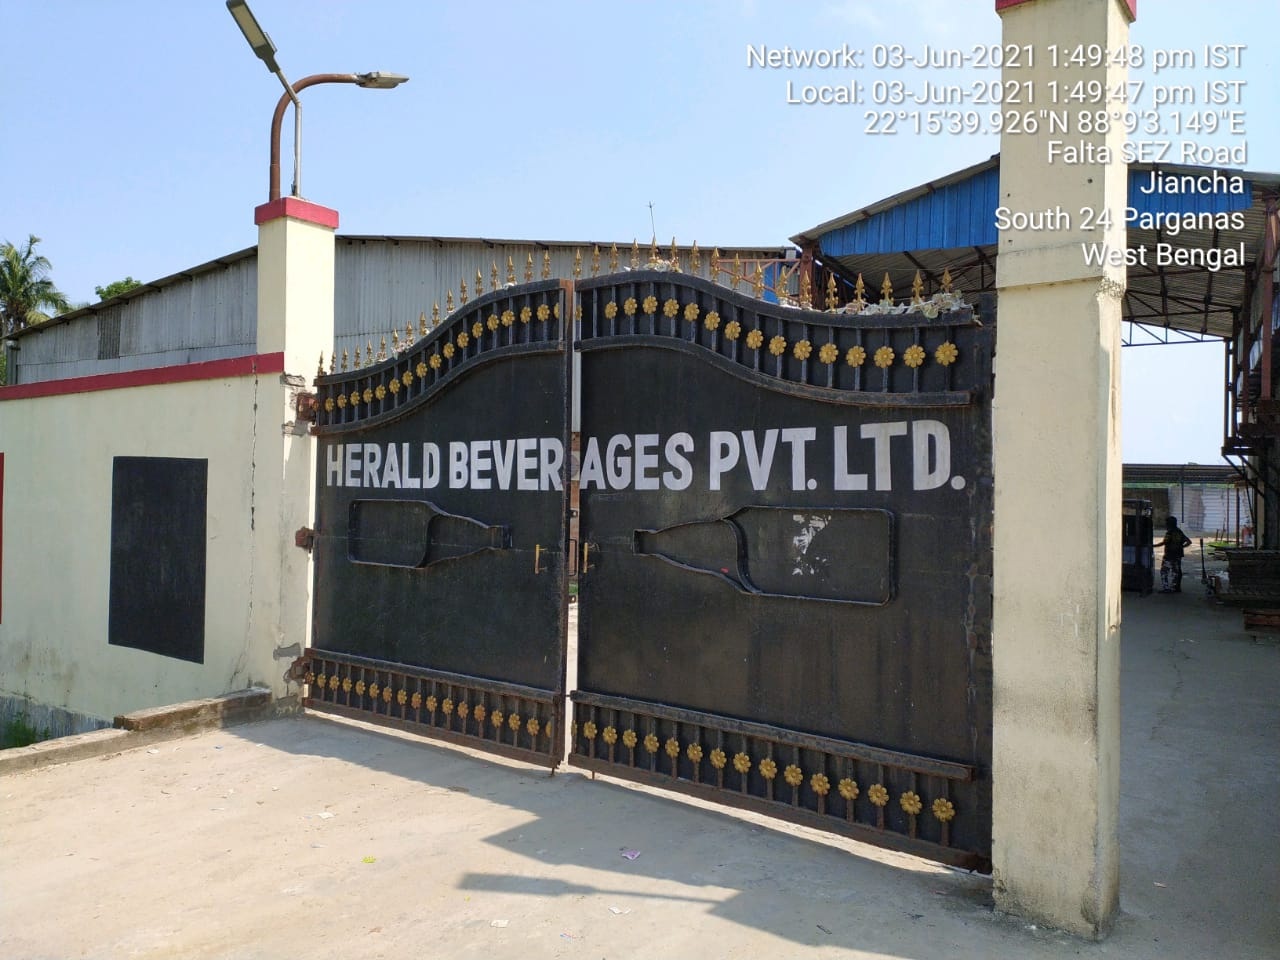 Network: 03-Jun-2021 1:49:48 pm IST
Local: 03-Jun-2021 1:49:47 pm IST
22°15'39.926"N 88°9'3.149"E
Falta SEZ Road
Jiancha
South 24 Parganas
West Bengal
HERALD BEVERAGES PVT. LTD.